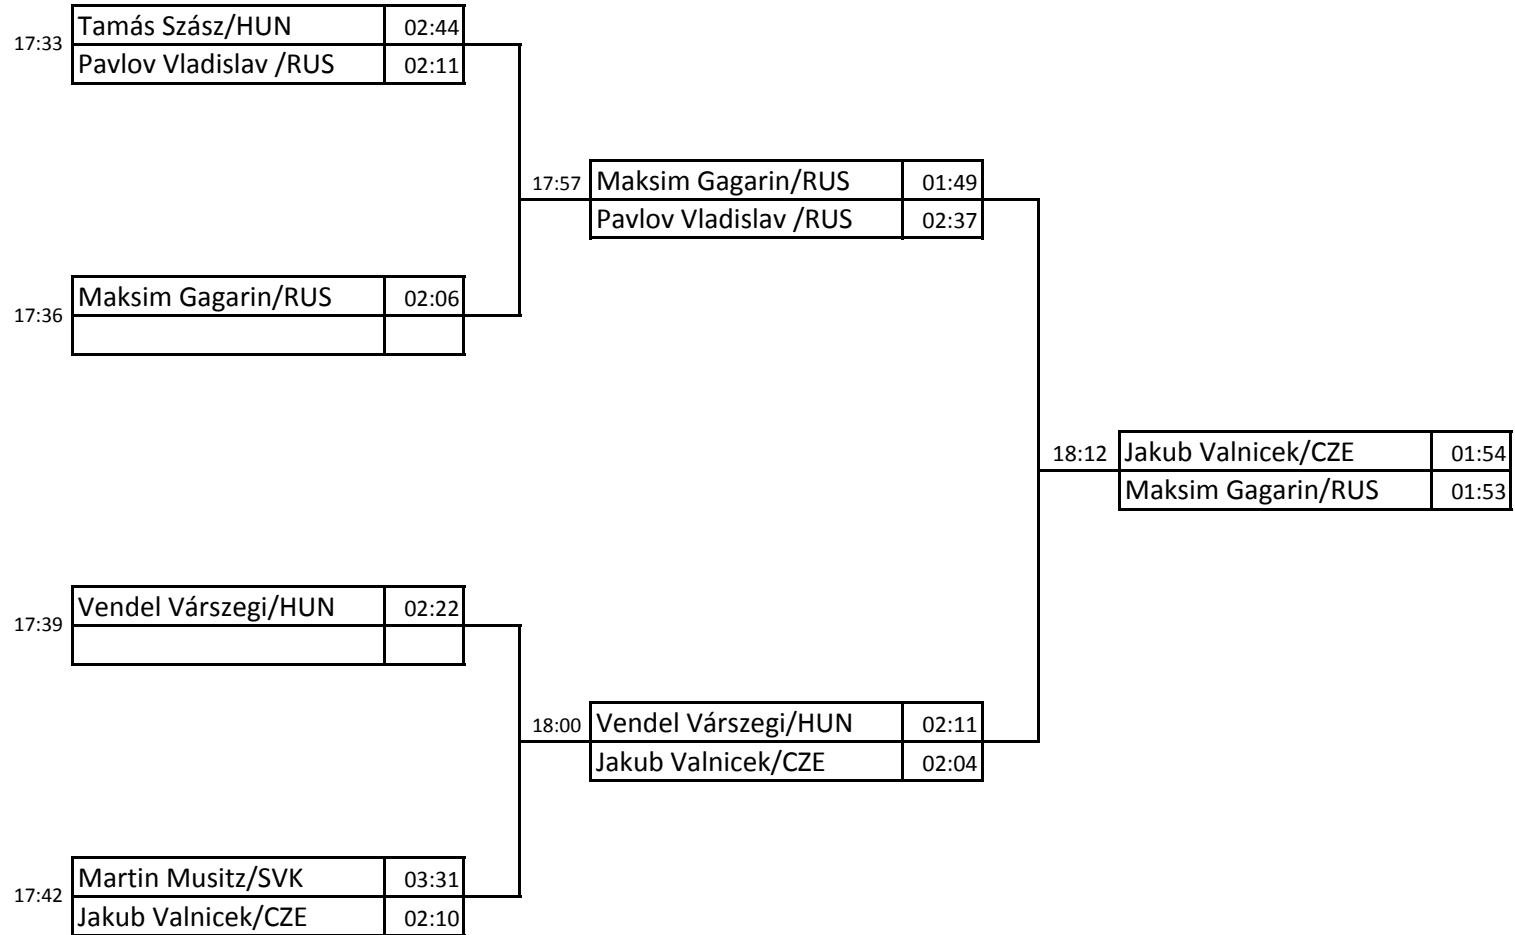 Tamás Szász/HUN 02:44
17:33
Pavlov Vladislav /RUS 02:11
17:57 Maksim Gagarin/RUS 01:49
Pavlov Vladislav /RUS 02:37
Maksim Gagarin/RUS 02:06
17:36
18:12 Jakub Valnicek/CZE 01:54
Maksim Gagarin/RUS 01:53
Vendel Várszegi/HUN 02:22
17:39
18:00 Vendel Várszegi/HUN 02:11
Jakub Valnicek/CZE 02:04
Martin Musitz/SVK 03:31
17:42
Jakub Valnicek/CZE 02:10